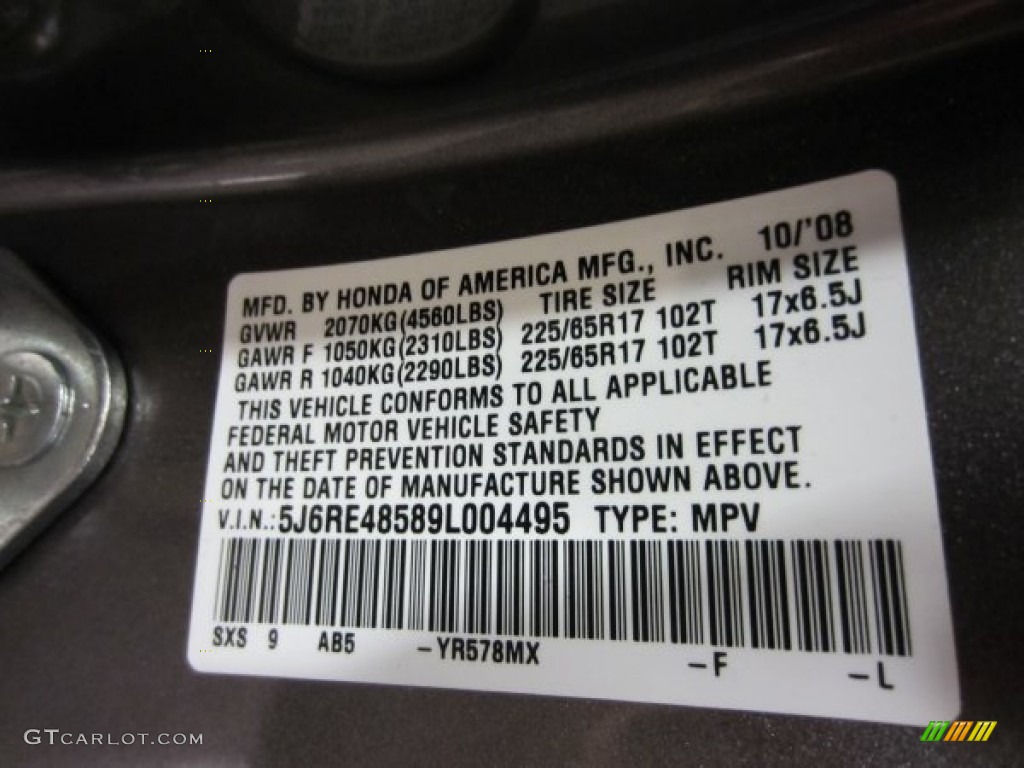 MFD. BY HONDA OF AMERICA MFG., INC. 10/'08
GVWR 2070KG(4560LBS) TIRE SIZE RIM SIZE
GAWR F 1050KG(2310LBS) 225/65R17 102T 17x6.5J
GAWR R 1040KG(2290LBS) 225/65R17 102T 17x6.5J
THIS VEHICLE CONFORMS TO ALL APPLICABLE
FEDERAL MOTOR VEHICLE SAFETY
AND THEFT PREVENTION STANDARDS IN EFFECT
ON THE DATE OF MANUFACTURE SHOWN ABOVE.
V.I.N.: 5J6RE48589L004495 TYPE: MPV
SXS 9 AB5 -YR578MX -F -L
GTCARLOT.COM